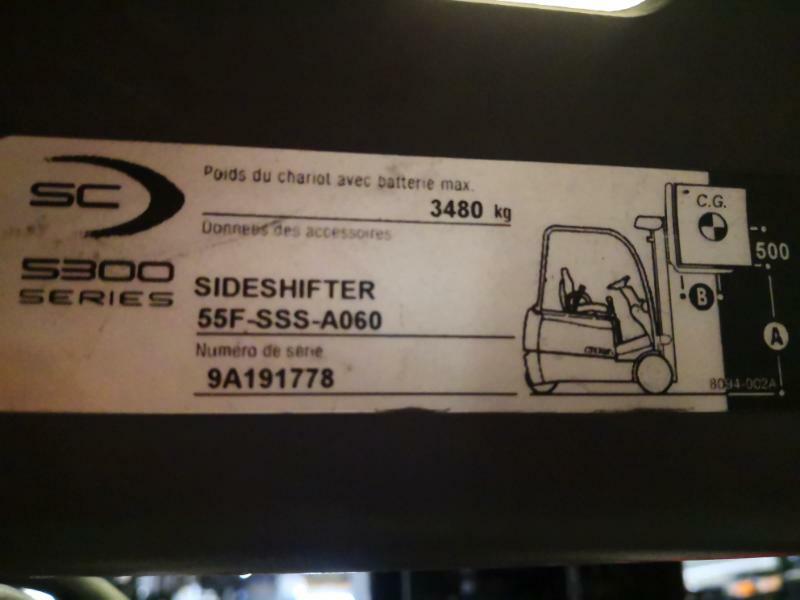 SC
5300
SERIES
Poids du chariot avec batterie max.
3480 kg
Donnees des accessoires
SIDESHIFTER
55F-SSS-A060
Numéro de série
9A191778
C.G.
500
B
A
8094-002A